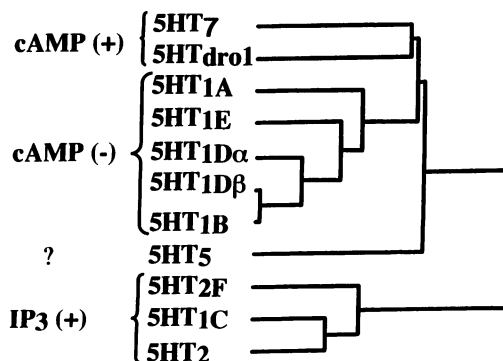 cAMP (+)
5HT7
5HTdro1
cAMP (-)
5HT1A
5HT1E
5HT1Dα
5HT1Dβ
5HT1B
?
5HT5
IP3 (+)
5HT2F
5HT1C
5HT2